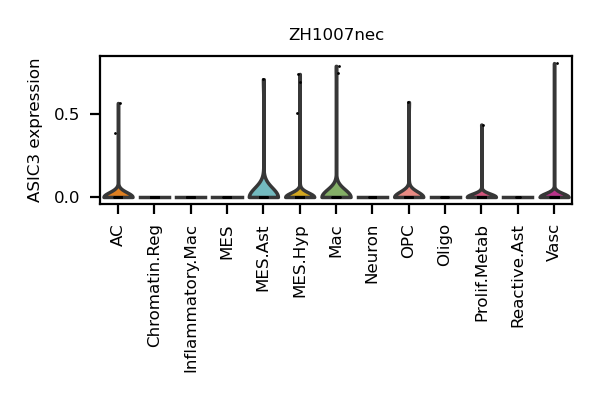 ZH1007nec
ASIC3 expression
0.5
0.0
AC
Chromatin.Reg
Inflammatory.Mac
MES
MES.Ast
MES.Hyp
Mac
Neuron
OPC
Oligo
Prolif.Metab
Reactive.Ast
Vasc